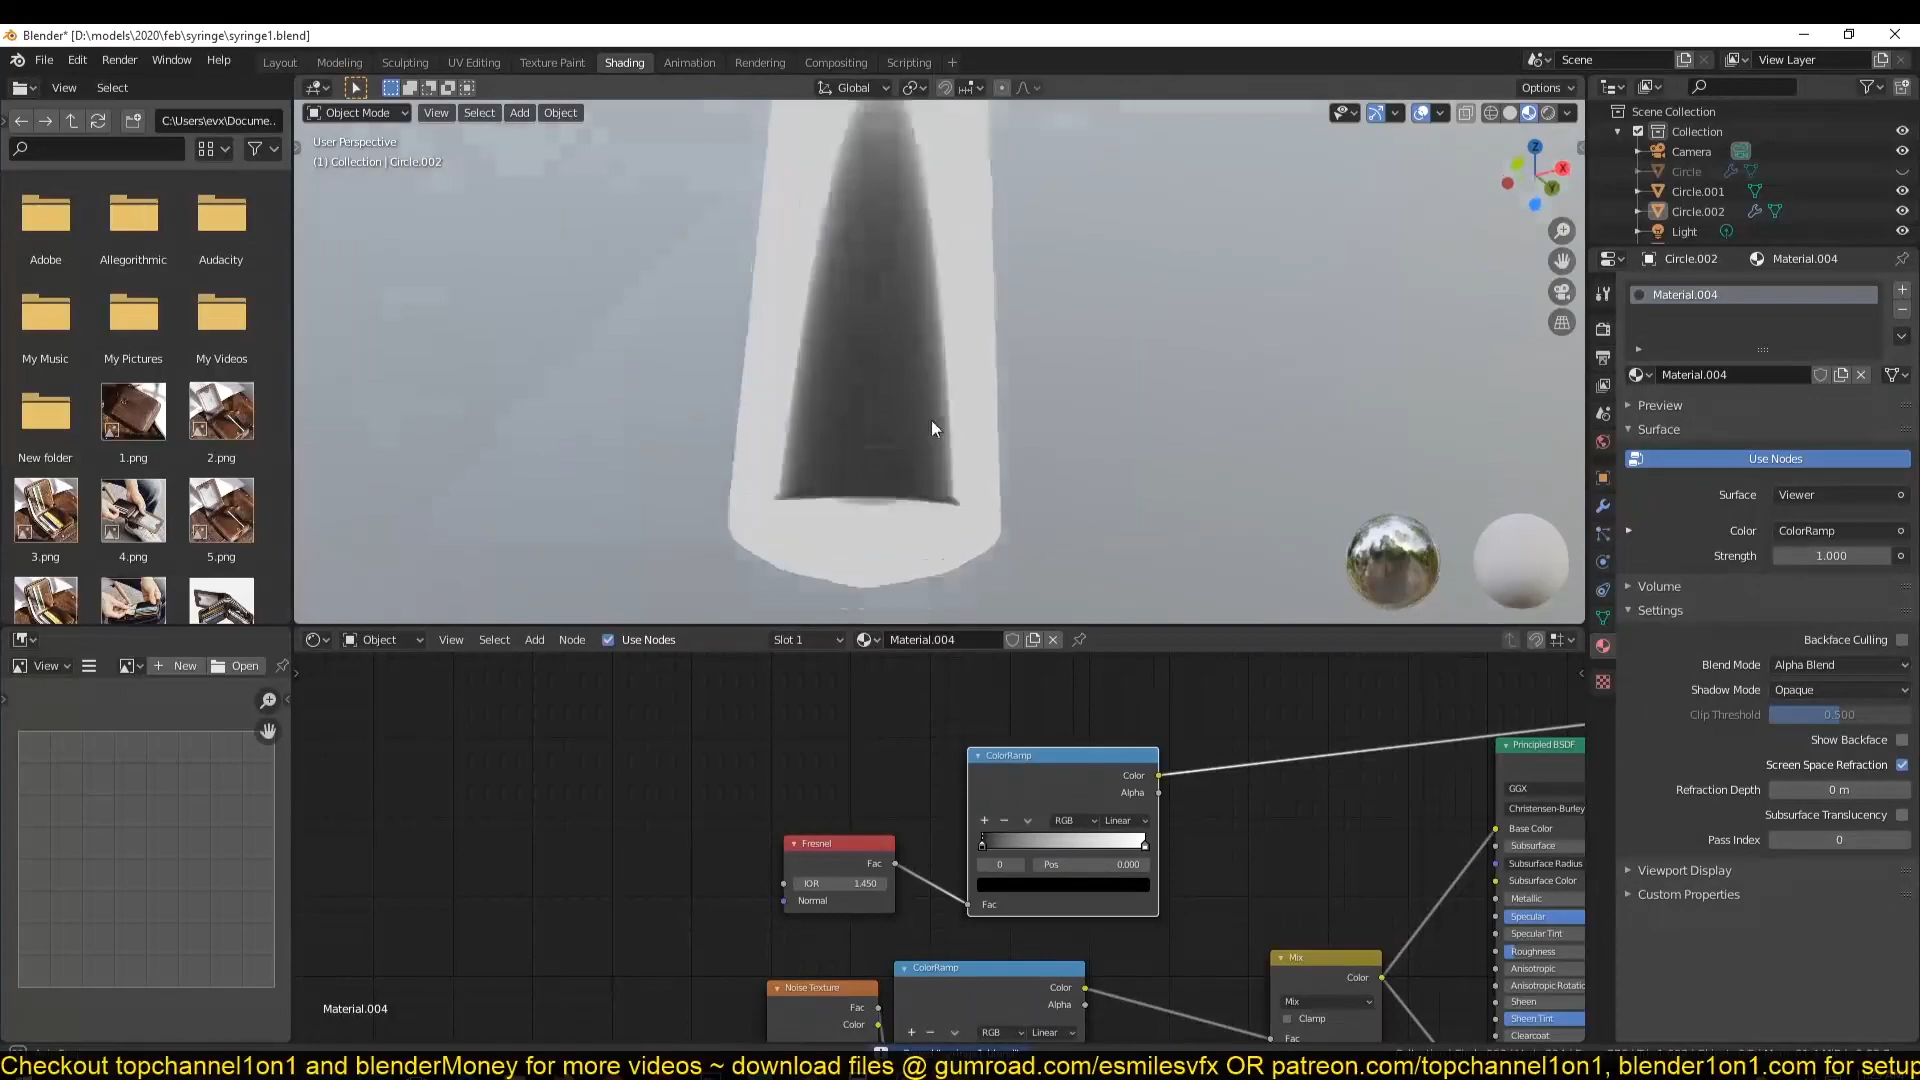 Blender* [D:\models\2020\feb\syringe\syringe1.blend]
File Edit Render Window Help
Layout Modeling Sculpting UV Editing Texture Paint Shading Animation Rendering Compositing Scripting
Scene View Layer
View Select
Global Options
C:\Users\evx\Docume..
Object Mode View Select Add Object
User Perspective
(1) Collection | Circle.002
Z X Y
Adobe Allegorithmic Audacity
My Music My Pictures My Videos
New folder 1.png 2.png
3.png 4.png 5.png
Scene Collection
Collection
Camera
Circle
Circle.001
Circle.002
Light
Circle.002 Material.004
Material.004
Material.004
Preview
Surface
Use Nodes
Surface Viewer
Color ColorRamp
Strength 1.000
Volume
Settings
Backface Culling
Blend Mode Alpha Blend
Shadow Mode Opaque
Clip Threshold 0.500
Show Backface
Screen Space Refraction
Refraction Depth 0 m
Subsurface Translucency
Pass Index 0
Viewport Display
Custom Properties
View New Open
Object View Select Add Node Use Nodes Slot 1 Material.004
ColorRamp
Color
Alpha
RGB Linear
0 Pos 0.000
Fac
Fresnel
Fac
IOR 1.450
Normal
Noise Texture
Fac
Color
ColorRamp
Color
Alpha
RGB Linear
Mix
Color
Mix
Clamp
Fac
Principled BSDF
GGX
Christensen-Burley
Base Color
Subsurface
Subsurface Radius
Subsurface Color
Metallic
Specular
Specular Tint
Roughness
Anisotropic
Anisotropic Rotatic
Sheen
Sheen Tint
Clearcoat
Material.004
Checkout topchannel1on1 and blenderMoney for more videos ~ download files @ gumroad.com/esmilesvfx OR patreon.com/topchannel1on1, blender1on1.com for setup